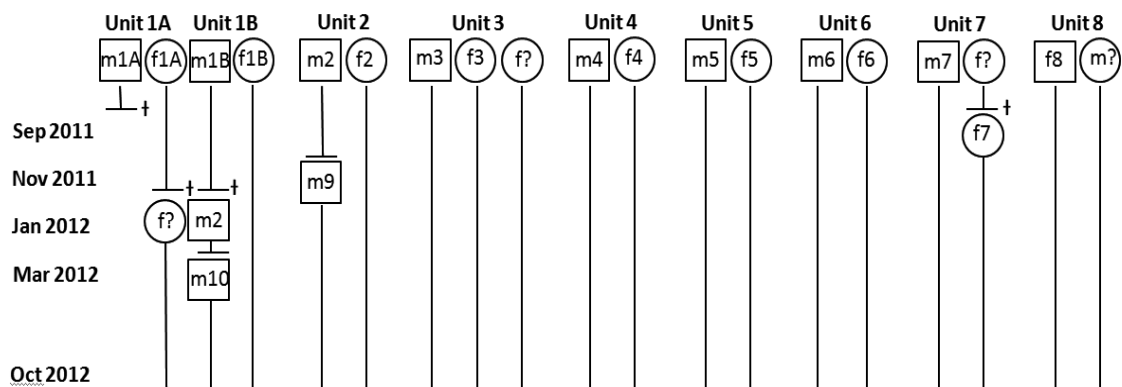 Unit 1A Unit 1B Unit 2 Unit 3 Unit 4 Unit 5 Unit 6 Unit 7 Unit 8
m1A f1A m1B f1B m2 f2 m3 f3 f? m4 f4 m5 f5 m6 f6 m7 f? f8 m?
†
†
Sep 2011 f7
Nov 2011 m9
† †
Jan 2012 f? m2
Mar 2012 m10
Oct 2012